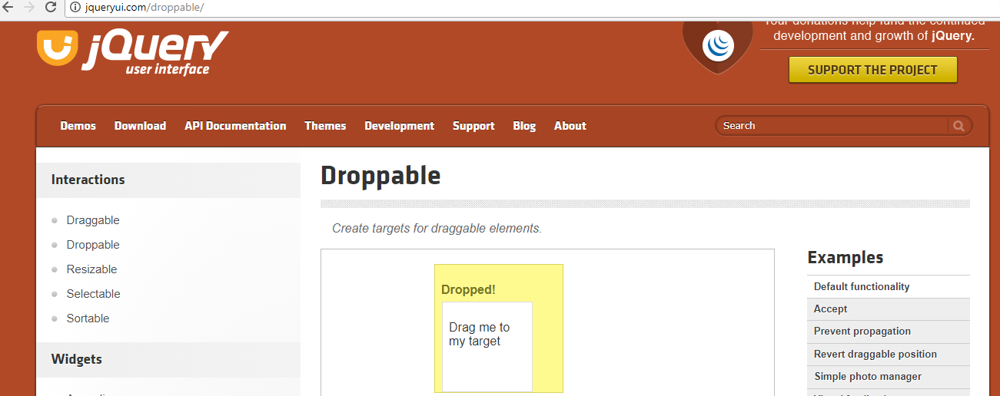 jqueryui.com/droppable/
Your donations help fund the continued
development and growth of jQuery.
jQuery
user interface
SUPPORT THE PROJECT
Demos Download API Documentation Themes Development Support Blog About Search
Interactions
Draggable
Droppable
Resizable
Selectable
Sortable
Widgets
Droppable
Create targets for draggable elements.
Dropped!
Drag me to
my target
Examples
Default functionality
Accept
Prevent propagation
Revert draggable position
Simple photo manager